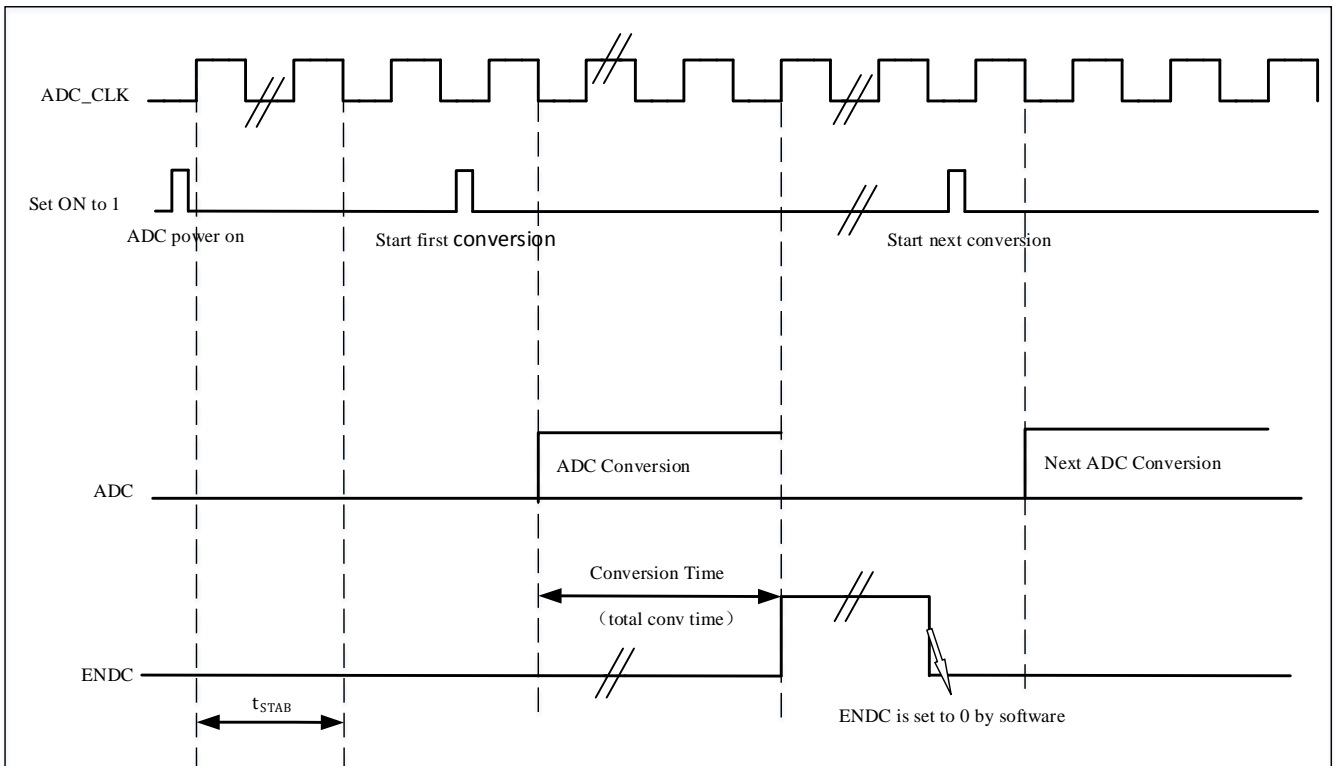 ADC_CLK
Set ON to 1
ADC power on
Start first conversion
Start next conversion
ADC Conversion
Next ADC Conversion
ADC
Conversion Time
（total conv time）
ENDC
tSTAB
ENDC is set to 0 by software